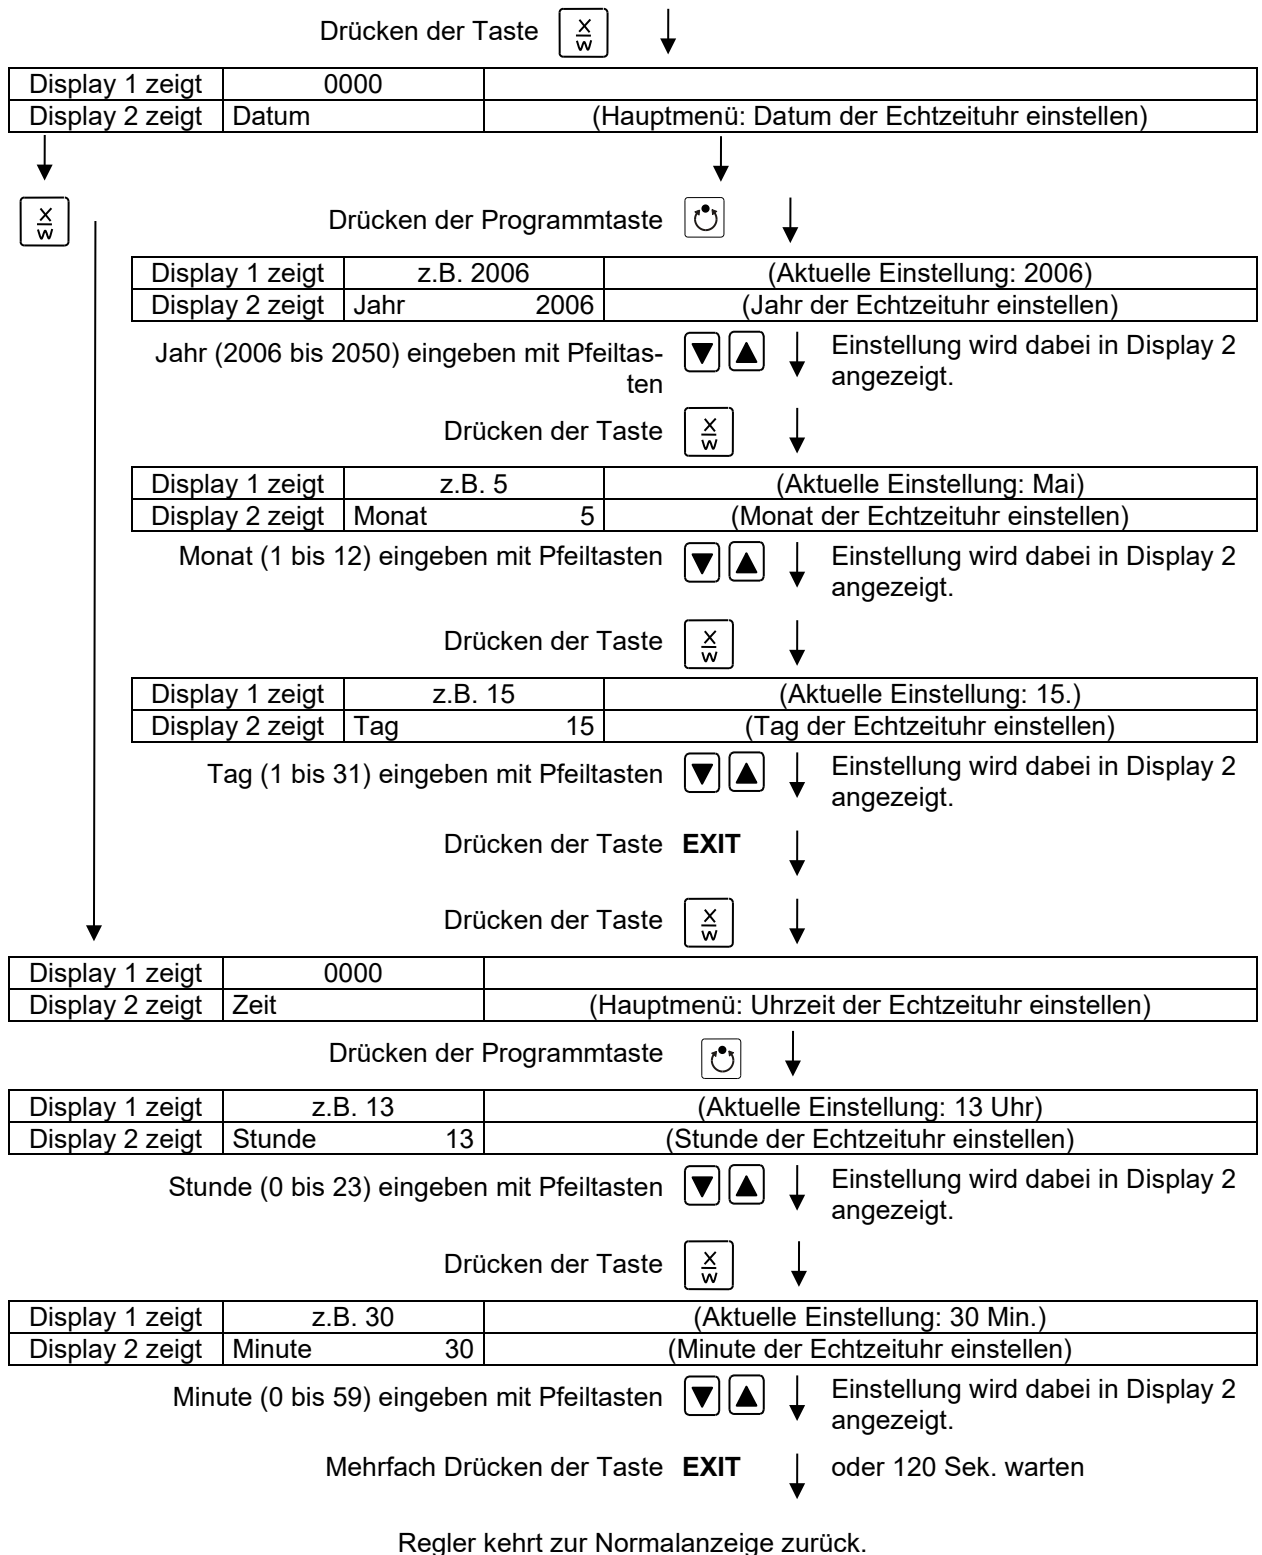 Drücken der Taste X/W
Display 1 zeigt 0000
Display 2 zeigt Datum (Hauptmenü: Datum der Echtzeituhr einstellen)
X/W Drücken der Programmtaste
Display 1 zeigt z.B. 2006 (Aktuelle Einstellung: 2006)
Display 2 zeigt Jahr 2006 (Jahr der Echtzeituhr einstellen)
Jahr (2006 bis 2050) eingeben mit Pfeiltas-
ten
Einstellung wird dabei in Display 2
angezeigt.
Drücken der Taste X/W
Display 1 zeigt z.B. 5 (Aktuelle Einstellung: Mai)
Display 2 zeigt Monat 5 (Monat der Echtzeituhr einstellen)
Monat (1 bis 12) eingeben mit Pfeiltasten Einstellung wird dabei in Display 2
angezeigt.
Drücken der Taste X/W
Display 1 zeigt z.B. 15 (Aktuelle Einstellung: 15.)
Display 2 zeigt Tag 15 (Tag der Echtzeituhr einstellen)
Tag (1 bis 31) eingeben mit Pfeiltasten Einstellung wird dabei in Display 2
angezeigt.
Drücken der Taste EXIT
Drücken der Taste X/W
Display 1 zeigt 0000
Display 2 zeigt Zeit (Hauptmenü: Uhrzeit der Echtzeituhr einstellen)
Drücken der Programmtaste
Display 1 zeigt z.B. 13 (Aktuelle Einstellung: 13 Uhr)
Display 2 zeigt Stunde 13 (Stunde der Echtzeituhr einstellen)
Stunde (0 bis 23) eingeben mit Pfeiltasten Einstellung wird dabei in Display 2
angezeigt.
Drücken der Taste X/W
Display 1 zeigt z.B. 30 (Aktuelle Einstellung: 30 Min.)
Display 2 zeigt Minute 30 (Minute der Echtzeituhr einstellen)
Minute (0 bis 59) eingeben mit Pfeiltasten Einstellung wird dabei in Display 2
angezeigt.
Mehrfach Drücken der Taste EXIT oder 120 Sek. warten
Regler kehrt zur Normalanzeige zurück.